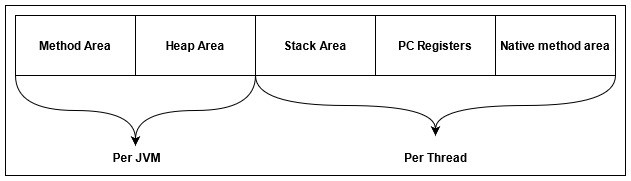 Method Area
Heap Area
Stack Area
PC Registers
Native method area
Per JVM
Per Thread